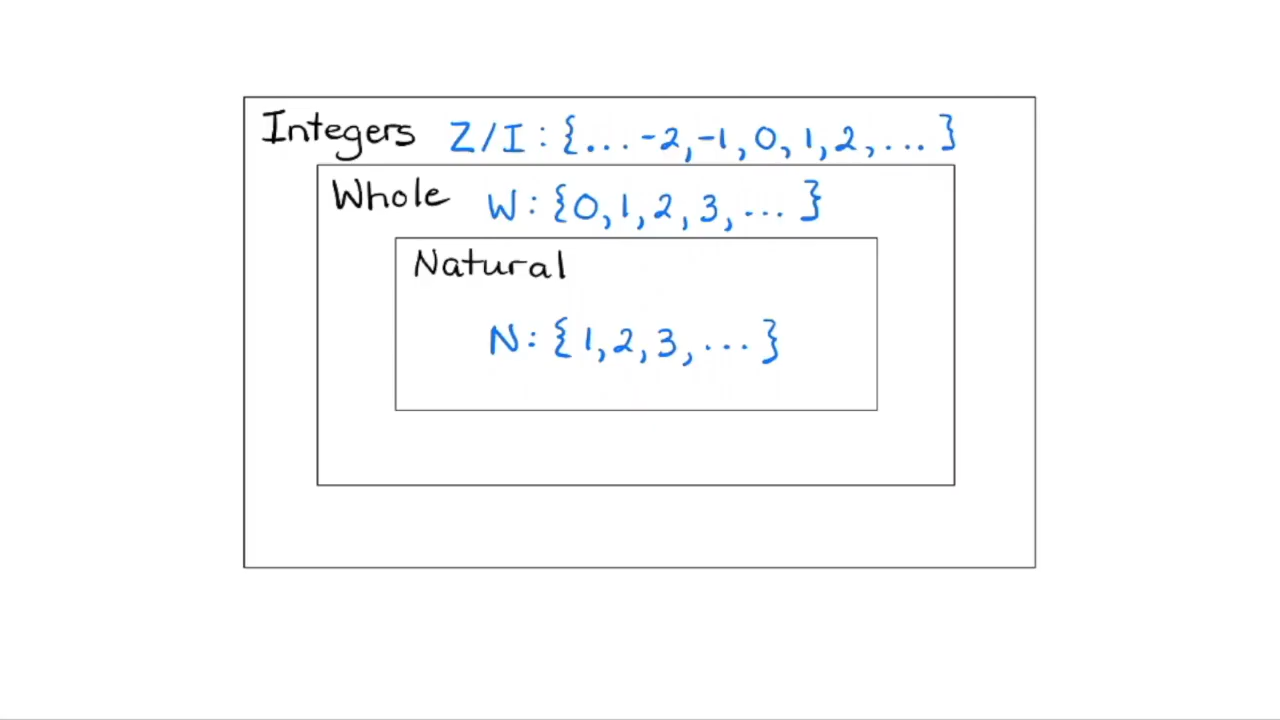 Integers Z/I: {... -2, -1, 0, 1, 2, ... }
Whole W: {0, 1, 2, 3, ... }
Natural
N: {1, 2, 3, ... }